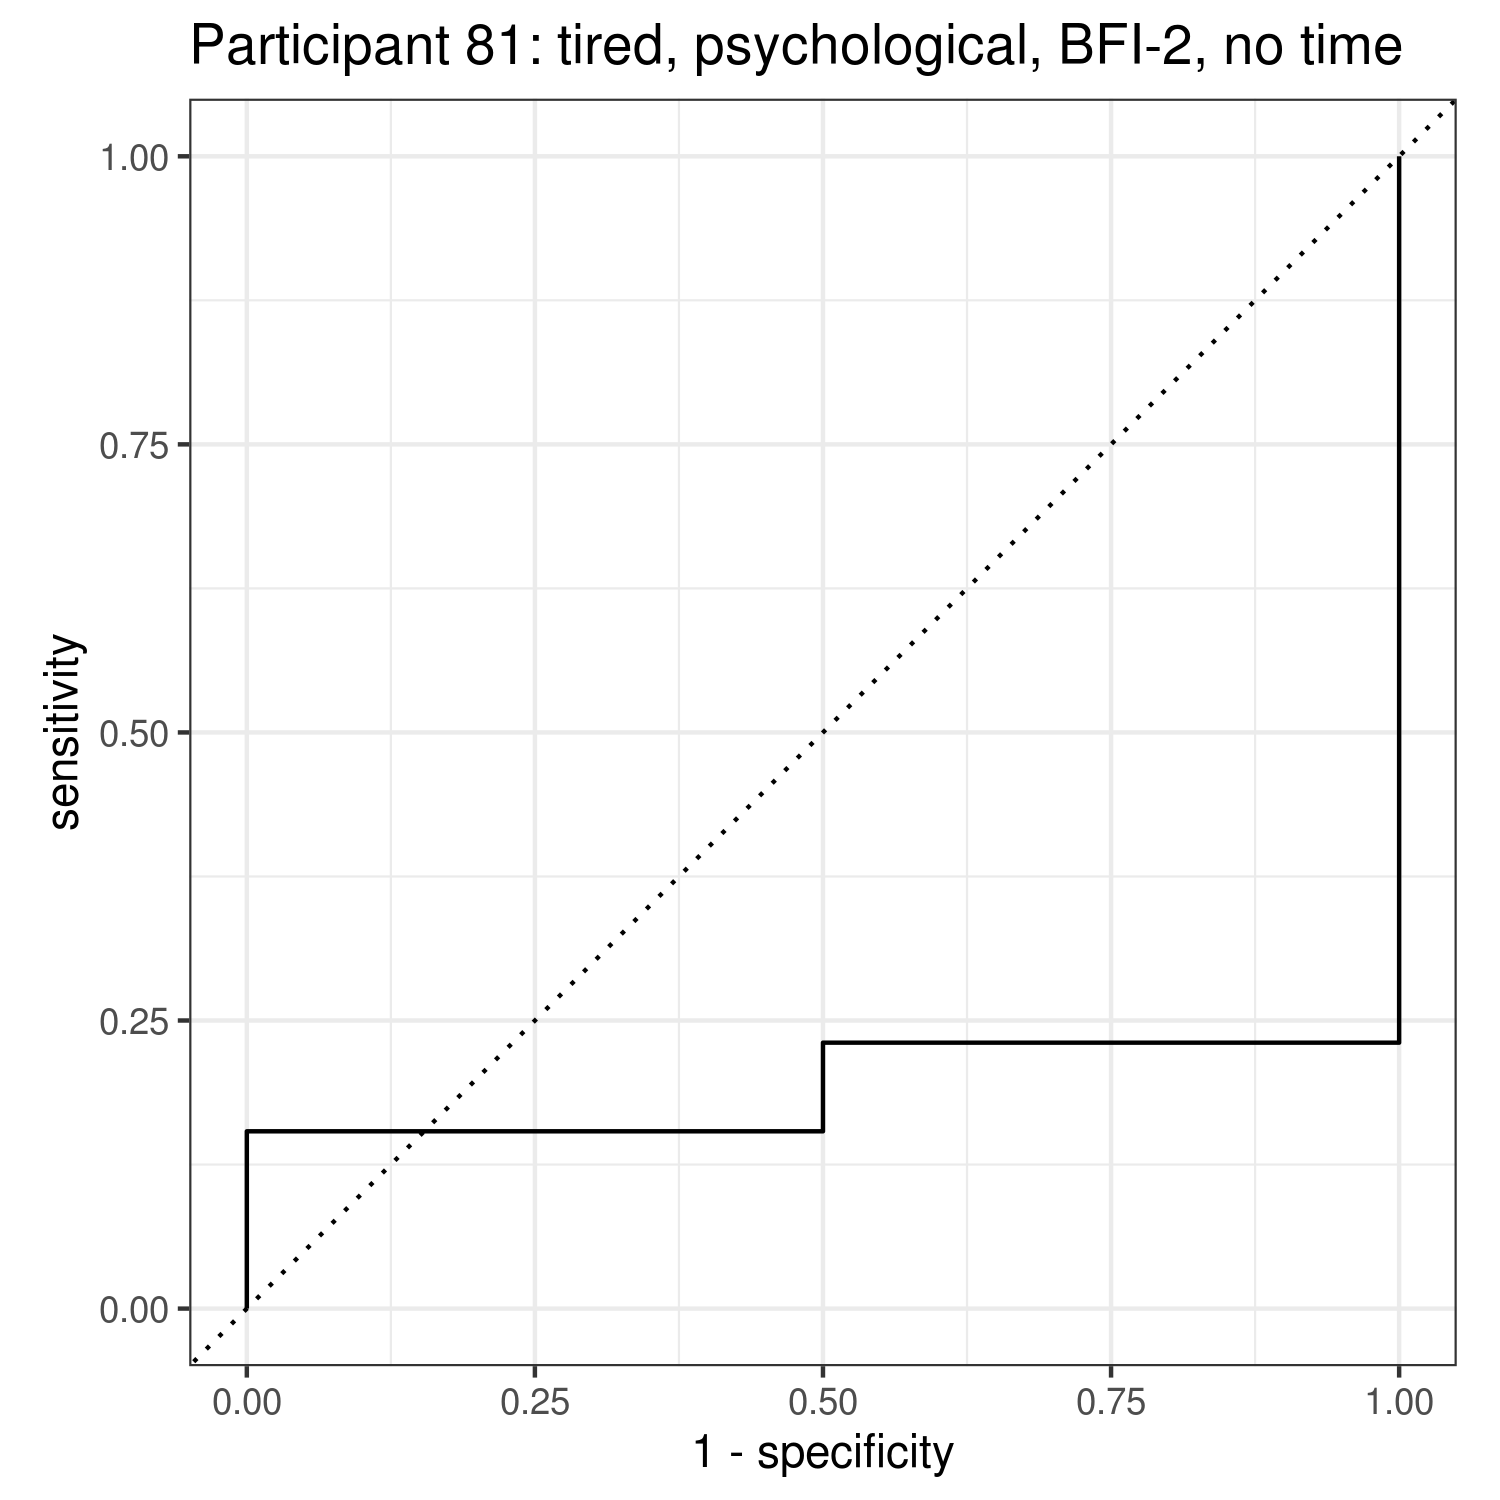 Participant 81: tired, psychological, BFI-2, no time
1.00
0.75
0.50
0.25
0.00
sensitivity
0.00 0.25 0.50 0.75 1.00
1 - specificity